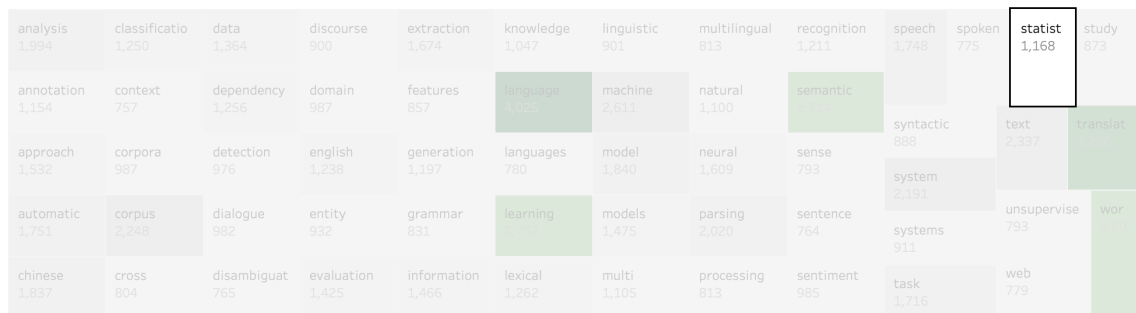 analysis
1,994
classificatio
1,250
data
1,364
discourse
900
extraction
1,674
knowledge
1,047
linguistic
901
multilingual
813
recognition
1,211
speech
1,748
spoken
775
statist
1,168
study
873
annotation
1,154
context
757
dependency
1,256
domain
987
features
857
language
4,025
machine
2,611
natural
1,100
semantic
syntactic
888
text
2,337
translat
approach
1,532
corpora
987
detection
976
english
1,238
generation
1,197
languages
780
model
1,840
neural
1,609
sense
793
system
2,191
automatic
1,751
corpus
2,248
dialogue
982
entity
932
grammar
831
learning
models
1,475
parsing
2,020
sentence
764
systems
911
unsupervise
793
wor
chinese
1,837
cross
804
disambiguat
765
evaluation
1,425
information
1,466
lexical
1,262
multi
1,105
processing
813
sentiment
985
task
1,716
web
779